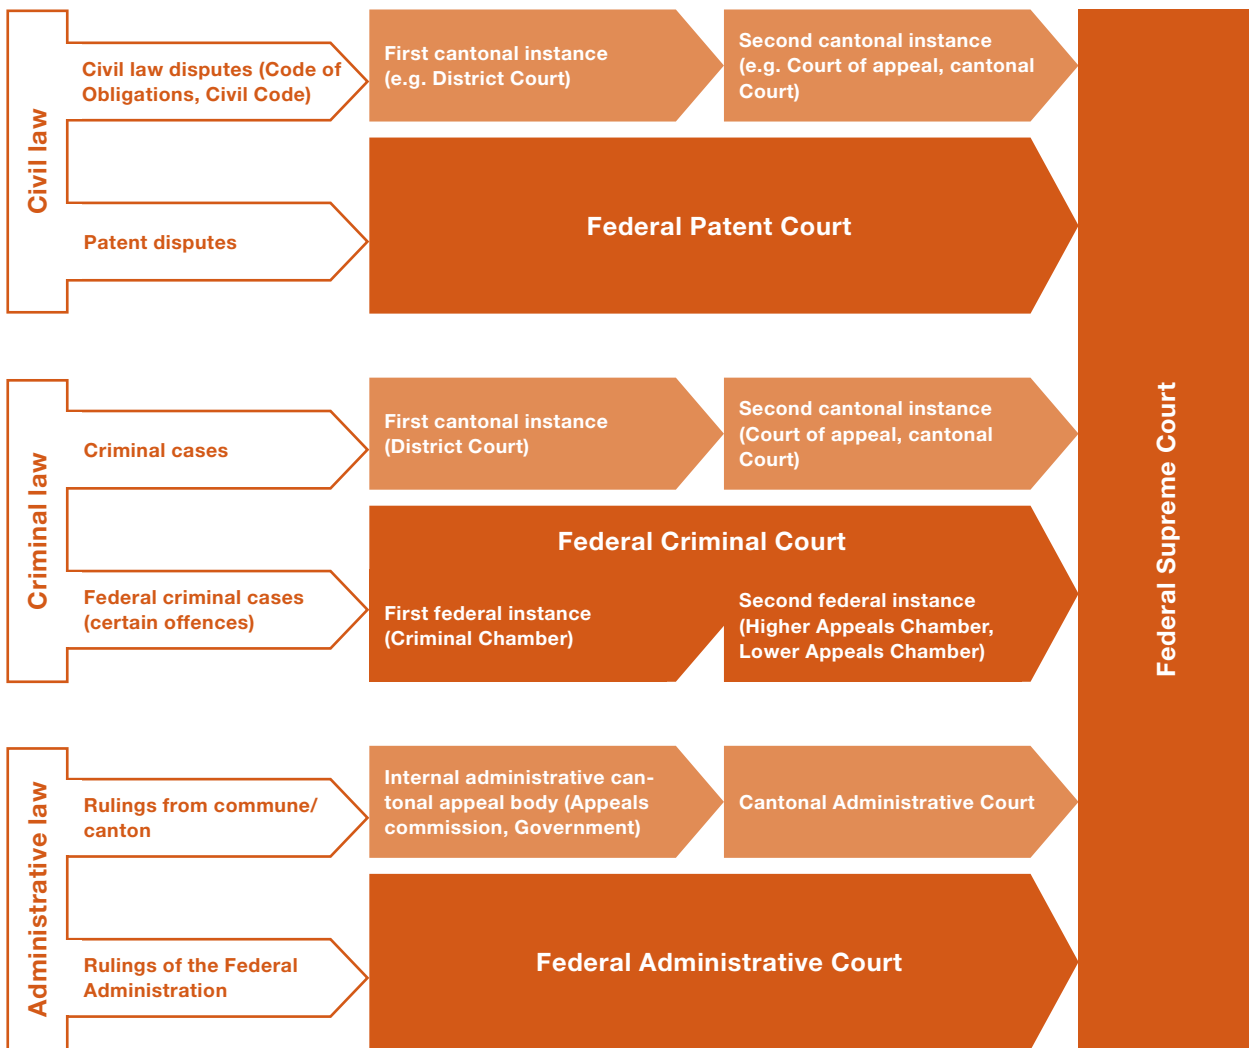 Civil law
Civil law disputes (Code of
Obligations, Civil Code)
First cantonal instance
(e.g. District Court)
Second cantonal instance
(e.g. Court of appeal, cantonal
Court)
Patent disputes
Federal Patent Court
Criminal law
Criminal cases
First cantonal instance
(District Court)
Second cantonal instance
(Court of appeal, cantonal
Court)
Federal criminal cases
(certain offences)
Federal Criminal Court
First federal instance
(Criminal Chamber)
Second federal instance
(Higher Appeals Chamber,
Lower Appeals Chamber)
Administrative law
Rulings from commune/
canton
Internal administrative can-
tonal appeal body (Appeals
commission, Government)
Cantonal Administrative Court
Rulings of the Federal
Administration
Federal Administrative Court
Federal Supreme Court